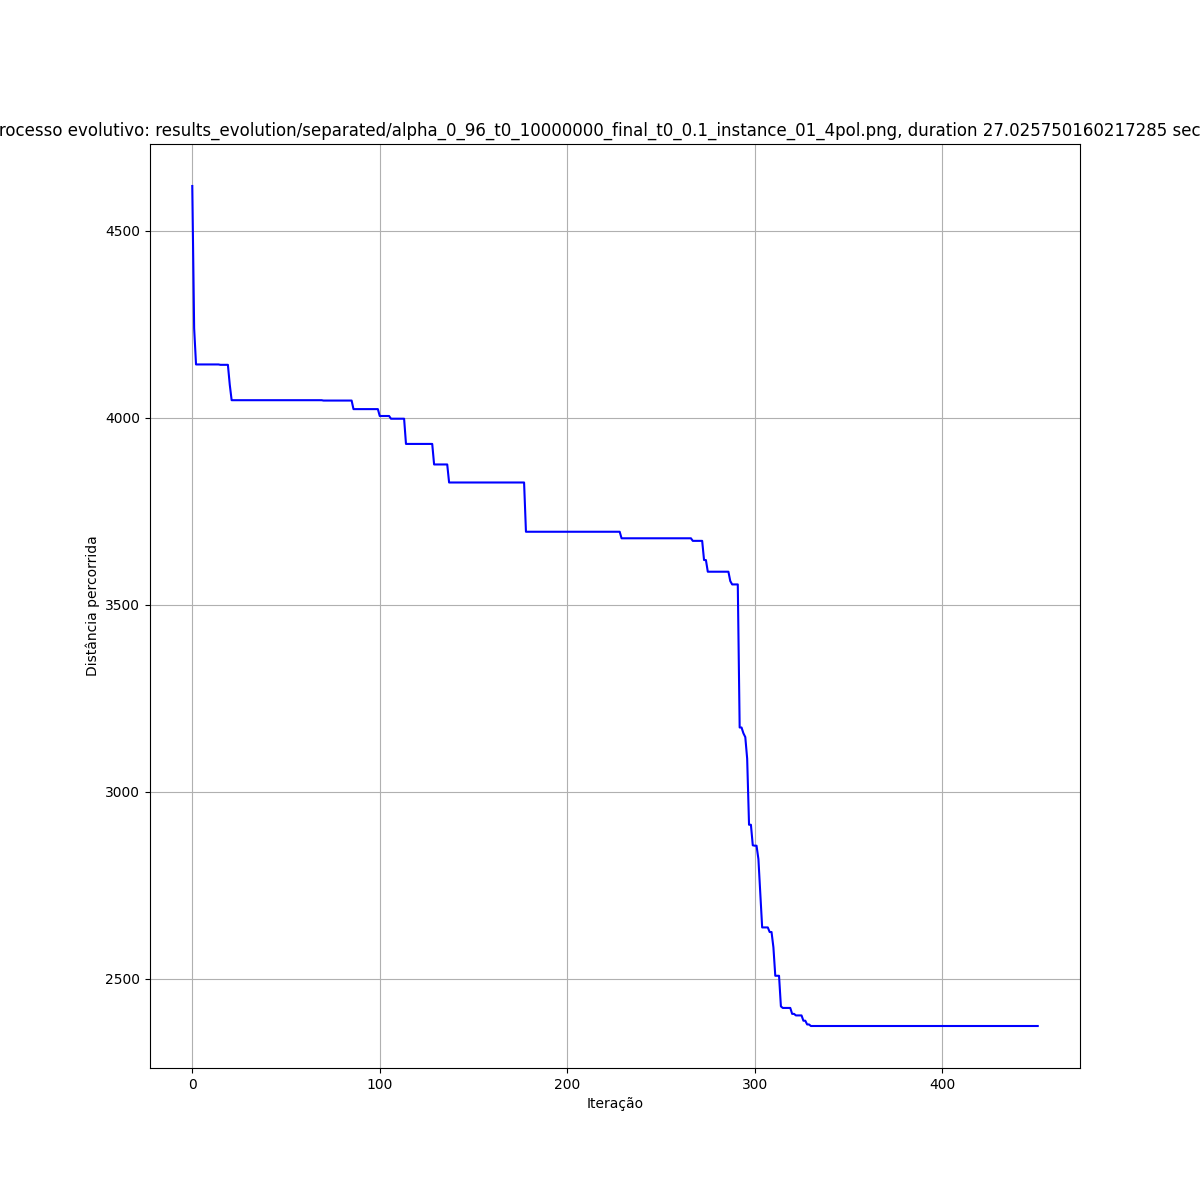 rocesso evolutivo: results_evolution/separated/alpha_0_96_t0_10000000_final_t0_0.1_instance_01_4pol.png, duration 27.025750160217285 sec
4500
4000
3500
3000
2500
Distância percorrida
0 100 200 300 400
Iteração